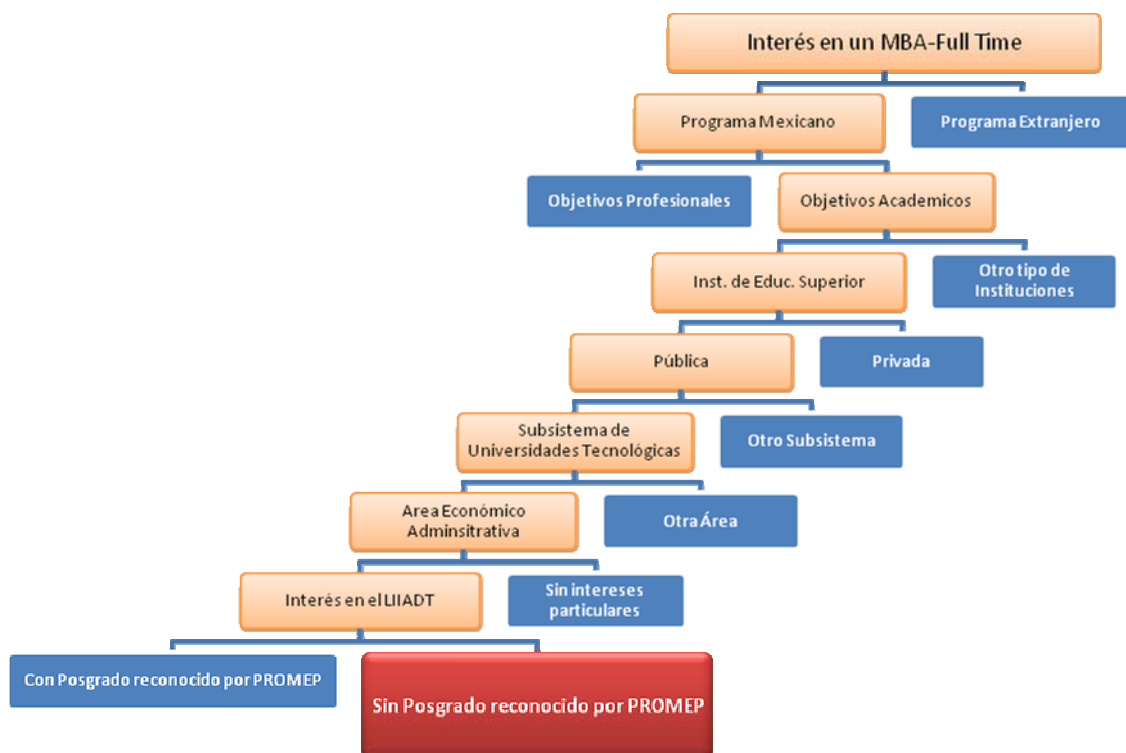 Interés en un MBA-Full Time
Programa Mexicano
Programa Extranjero
Objetivos Profesionales
Objetivos Academicos
Inst. de Educ. Superior
Otro tipo de
Instituciones
Pública
Privada
Subsistema de
Universidades Tecnológicas
Otro Subsistema
Area Económico
Adminsitrativa
Otra Área
Interés en el LIIADT
Sin intereses
particulares
Con Posgrado reconocido por PROMEP
Sin Posgrado reconocido por PROMEP